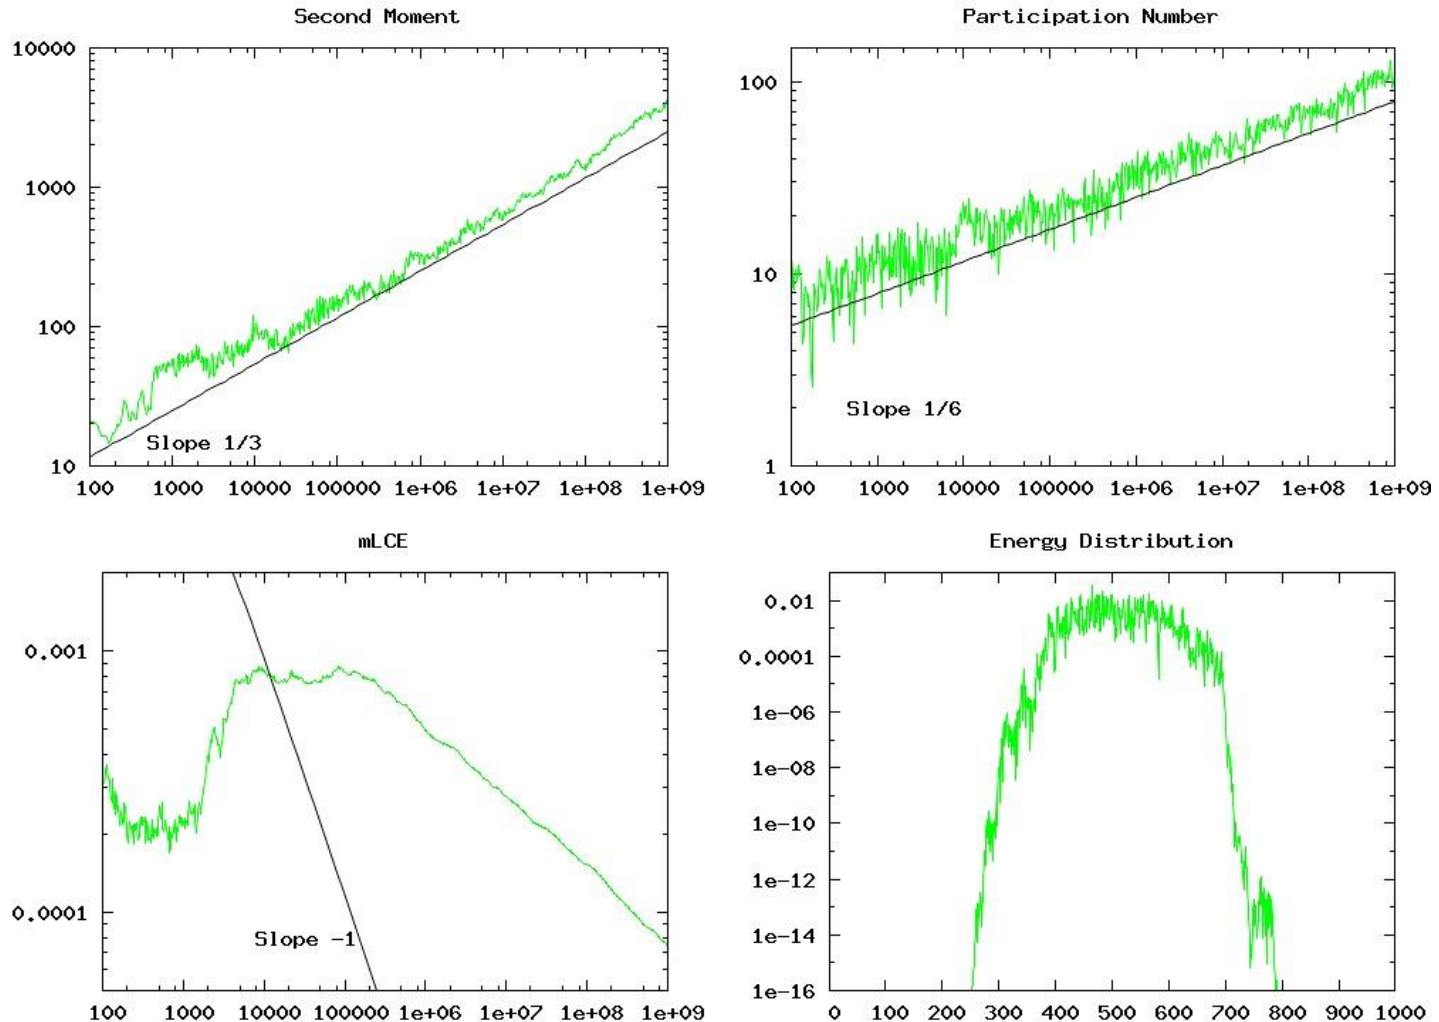 Second Moment
10000
1000
100
10
Slope 1/3
100 1000 10000 100000 1e+06 1e+07 1e+08 1e+09
Participation Number
100
10
1
Slope 1/6
100 1000 10000 100000 1e+06 1e+07 1e+08 1e+09
mLCE
0.001
0.0001
Slope -1
100 1000 10000 100000 1e+06 1e+07 1e+08 1e+09
Energy Distribution
0.01
0.0001
1e-06
1e-08
1e-10
1e-12
1e-14
1e-16
0 100 200 300 400 500 600 700 800 900 1000